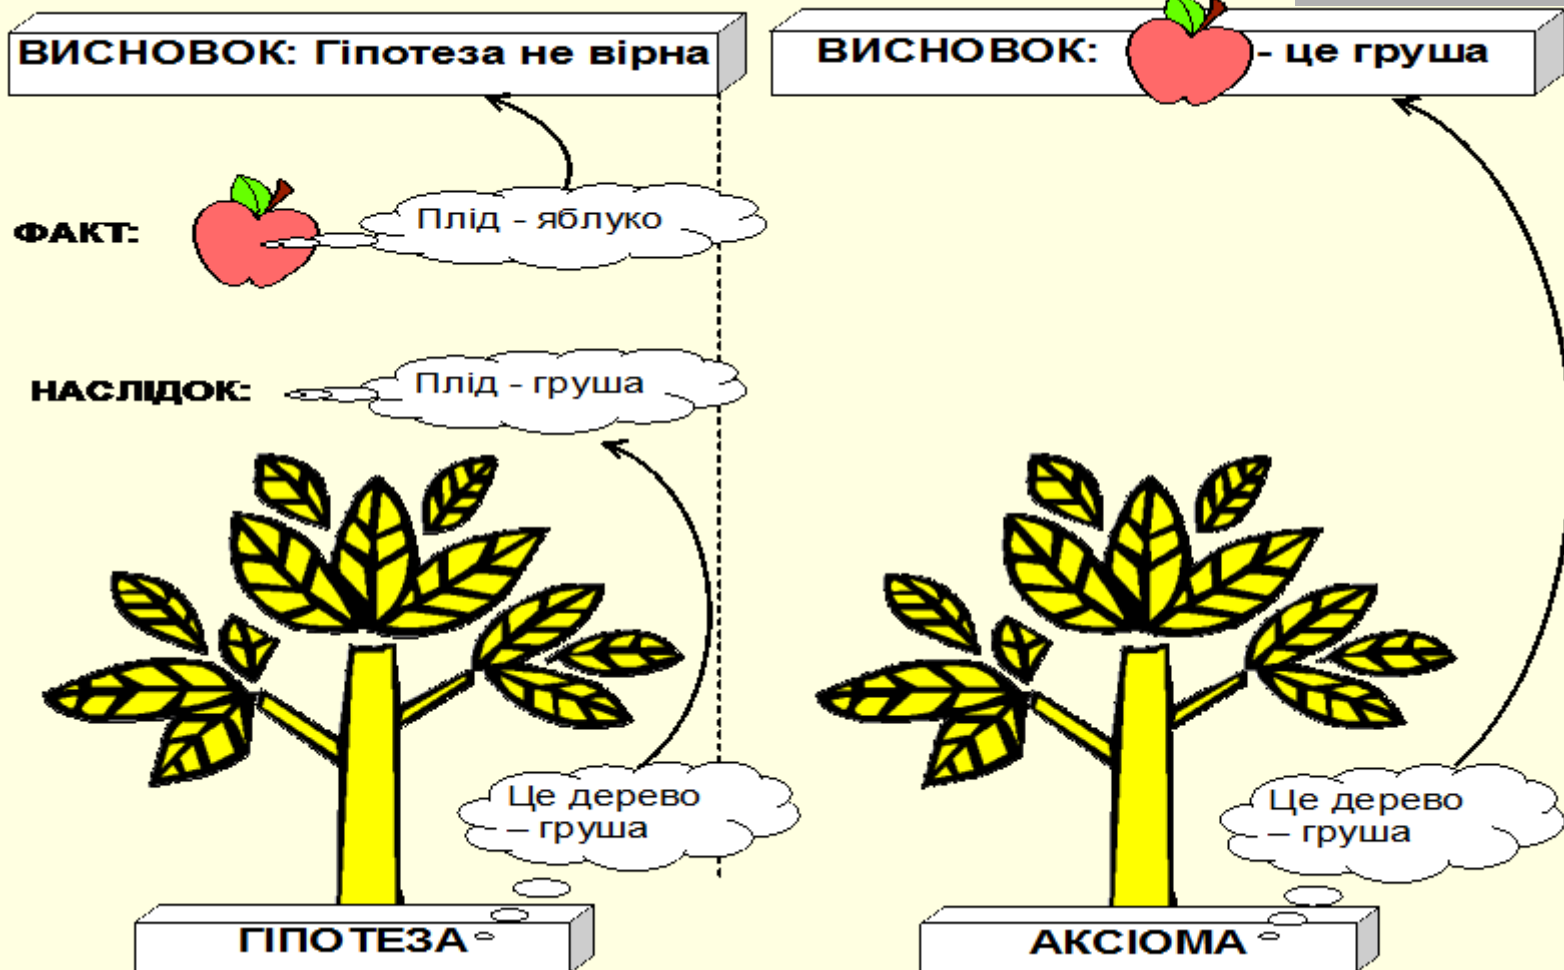 ВИСНОВОК: Гіпотеза не вірна
ФАКТ:
Плід - яблуко
НАСЛІДОК:
Плід - груша
Це дерево
– груша
ГІПОТЕЗА
ВИСНОВОК: - це груша
Це дерево
– груша
АКСІОМА